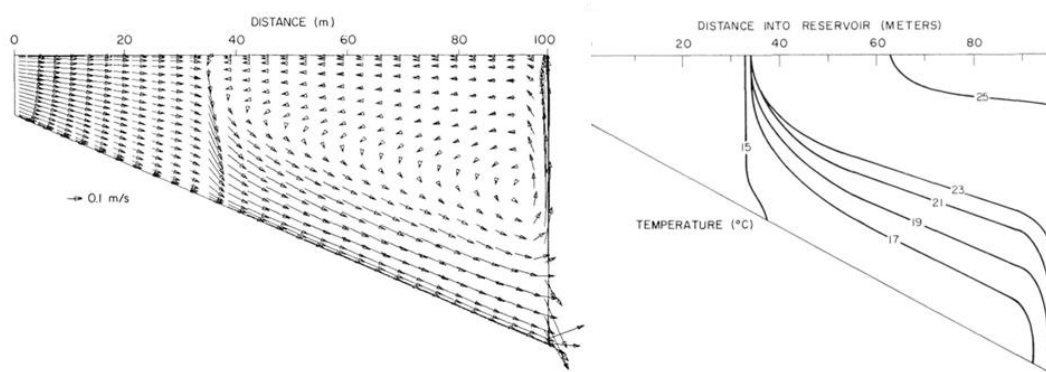 DISTANCE (m)
0 20 40 60 80 100
0.1 m/s
DISTANCE INTO RESERVOIR (METERS)
20 40 60 80
25
15
23
21
19
17
TEMPERATURE (°C)